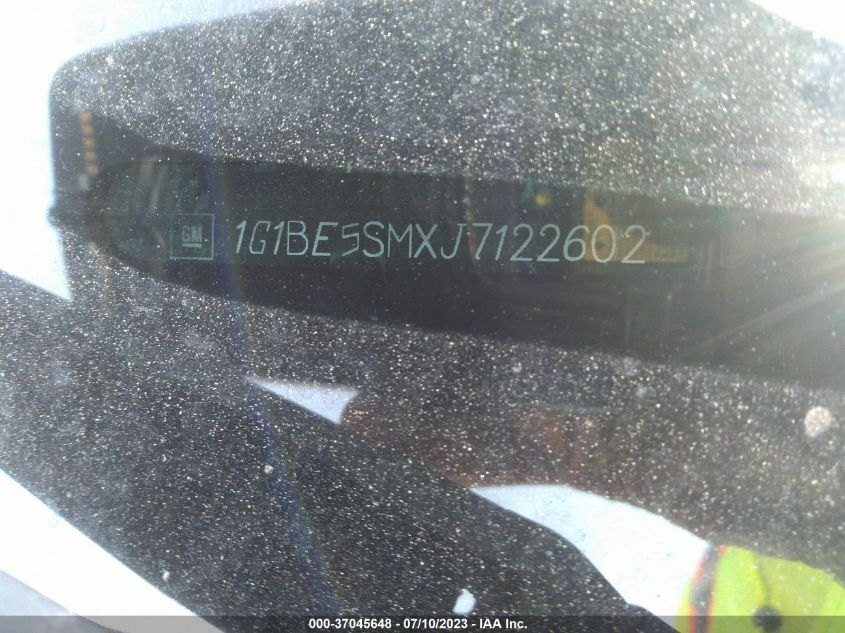 GM 1G1BE5SMXJ7122602
000-37045648 - 07/10/2023 - IAA Inc.